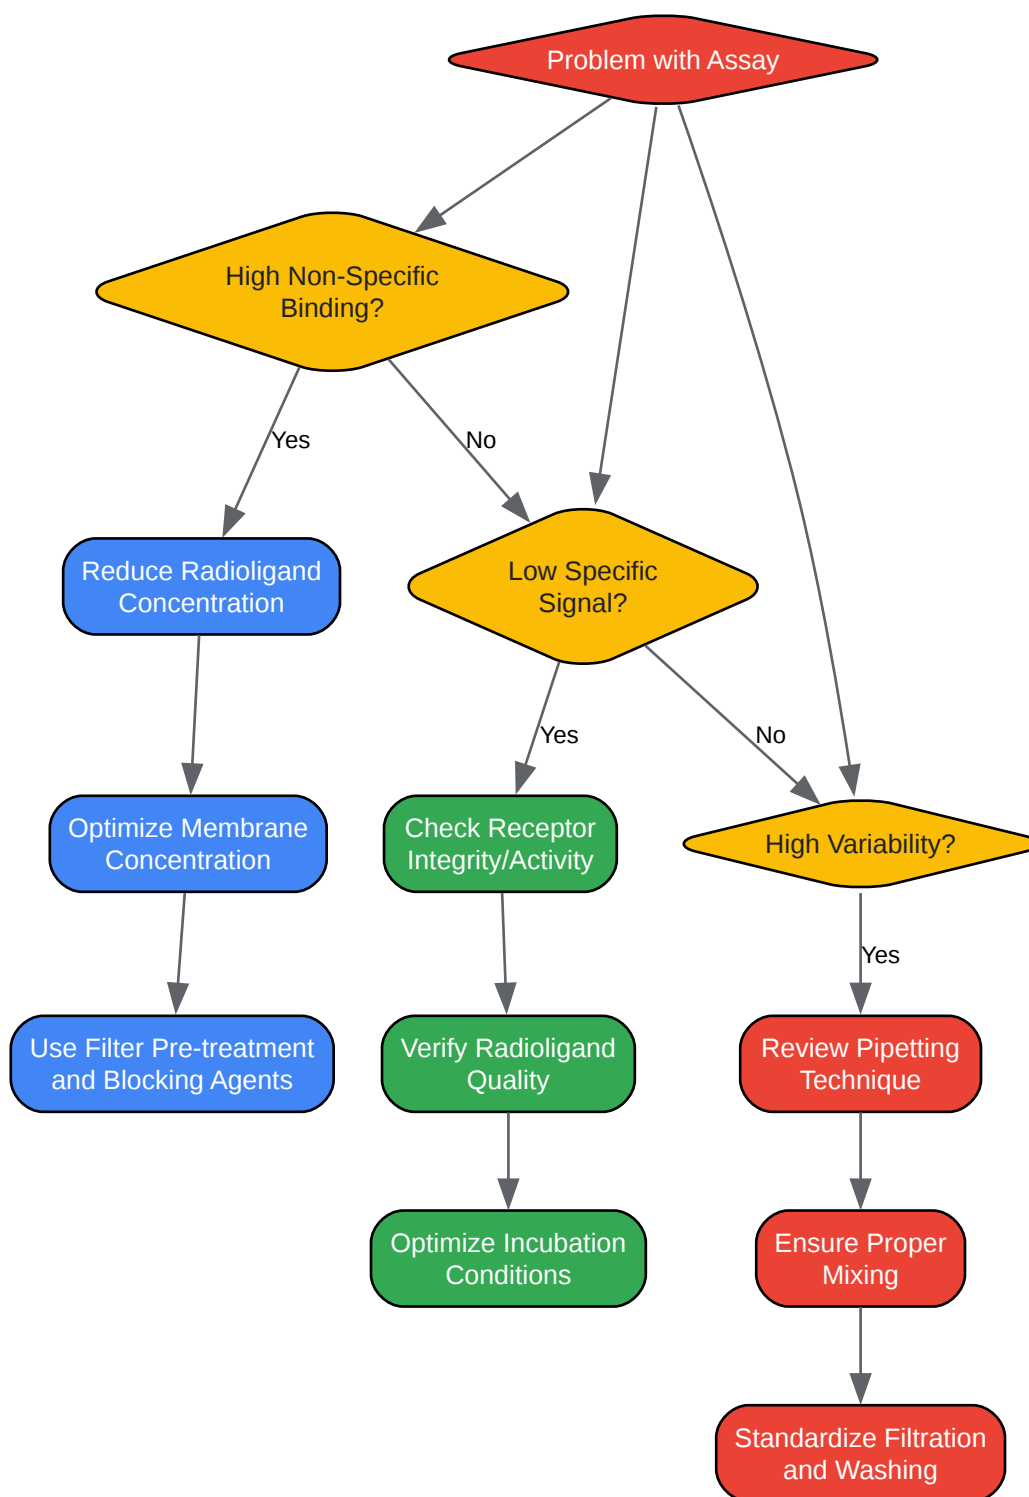 Problem with Assay
High Non-Specific
Binding?
Yes
No
Reduce Radioligand
Concentration
Low Specific
Signal?
Yes
No
Optimize Membrane
Concentration
Check Receptor
Integrity/Activity
High Variability?
Yes
Use Filter Pre-treatment
and Blocking Agents
Verify Radioligand
Quality
Review Pipetting
Technique
Optimize Incubation
Conditions
Ensure Proper
Mixing
Standardize Filtration
and Washing